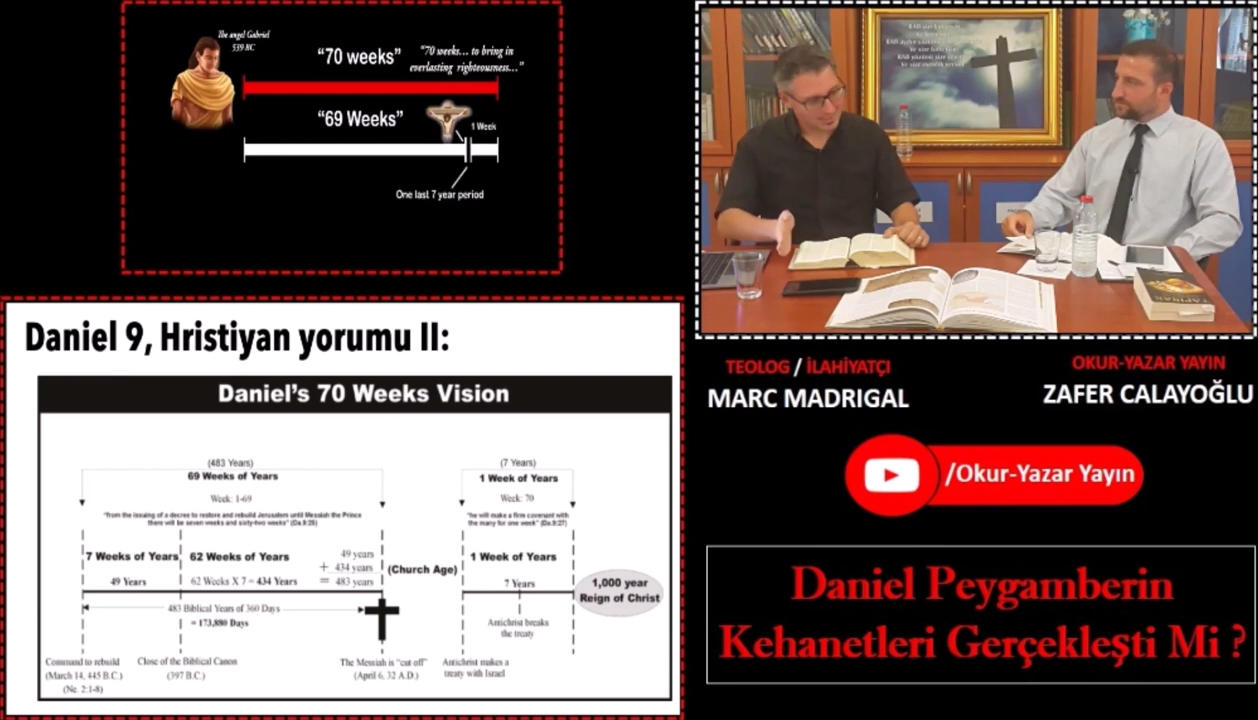 The angel Gabriel
539 BC
"70 weeks"
"70 weeks... to bring in
everlasting righteousness..."
"69 Weeks"
1 Week
One last 7 year period
Daniel 9, Hristiyan yorumu II:
Daniel's 70 Weeks Vision
(483 Years)
69 Weeks of Years
Week: 1-69
"from the issuing of a decree to restore and rebuild Jerusalem until Messiah the Prince
there will be seven weeks and sixty-two weeks" (Da.9:25)
(7 Years)
1 Week of Years
Week: 70
"he will make a firm covenant with
the many for one week" (Da.9:27)
7 Weeks of Years
62 Weeks of Years
49 years
+ 434 years
= 483 years
49 Years
62 Weeks X 7 = 434 Years
(Church Age)
1 Week of Years
7 Years
1,000 year
Reign of Christ
483 Biblical Years of 360 Days
= 173,880 Days
Antichrist breaks
the treaty
Command to rebuild
(March 14, 445 B.C.)
(Ne. 2:1-8)
Close of the Biblical Canon
(397 B.C.)
The Messiah is "cut off"
(April 6, 32 A.D.)
Antichrist makes a
treaty with Israel
TEOLOG / İLAHİYATÇI
MARC MADRIGAL
OKUR-YAZAR YAYIN
ZAFER CALAYOĞLU
/Okur-Yazar Yayın
Daniel Peygamberin
Kehanetleri Gerçekleşti Mi ?